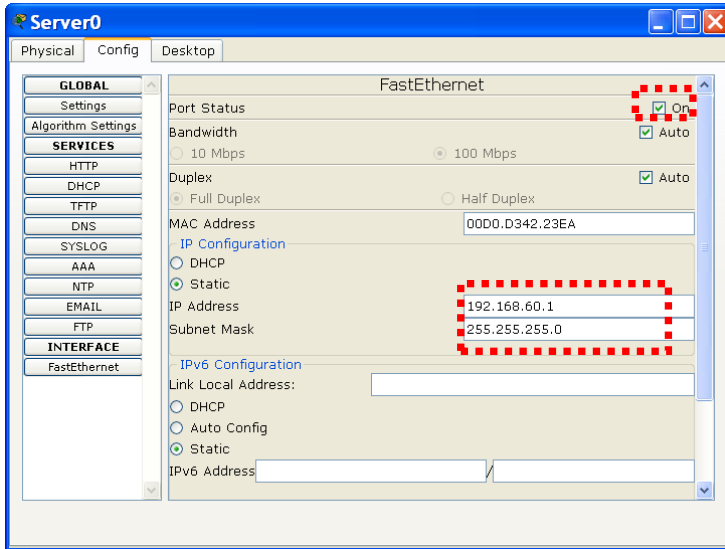 Server0
Physical Config Desktop
GLOBAL
Settings
Algorithm Settings
SERVICES
HTTP
DHCP
TFTP
DNS
SYSLOG
AAA
NTP
EMAIL
FTP
INTERFACE
FastEthernet
FastEthernet
Port Status On
Bandwidth Auto
10 Mbps 100 Mbps
Duplex Auto
Full Duplex Half Duplex
MAC Address 00D0.D342.23EA
IP Configuration
DHCP
Static
IP Address 192.168.60.1
Subnet Mask 255.255.255.0
IPv6 Configuration
Link Local Address:
DHCP
Auto Config
Static
IPv6 Address /